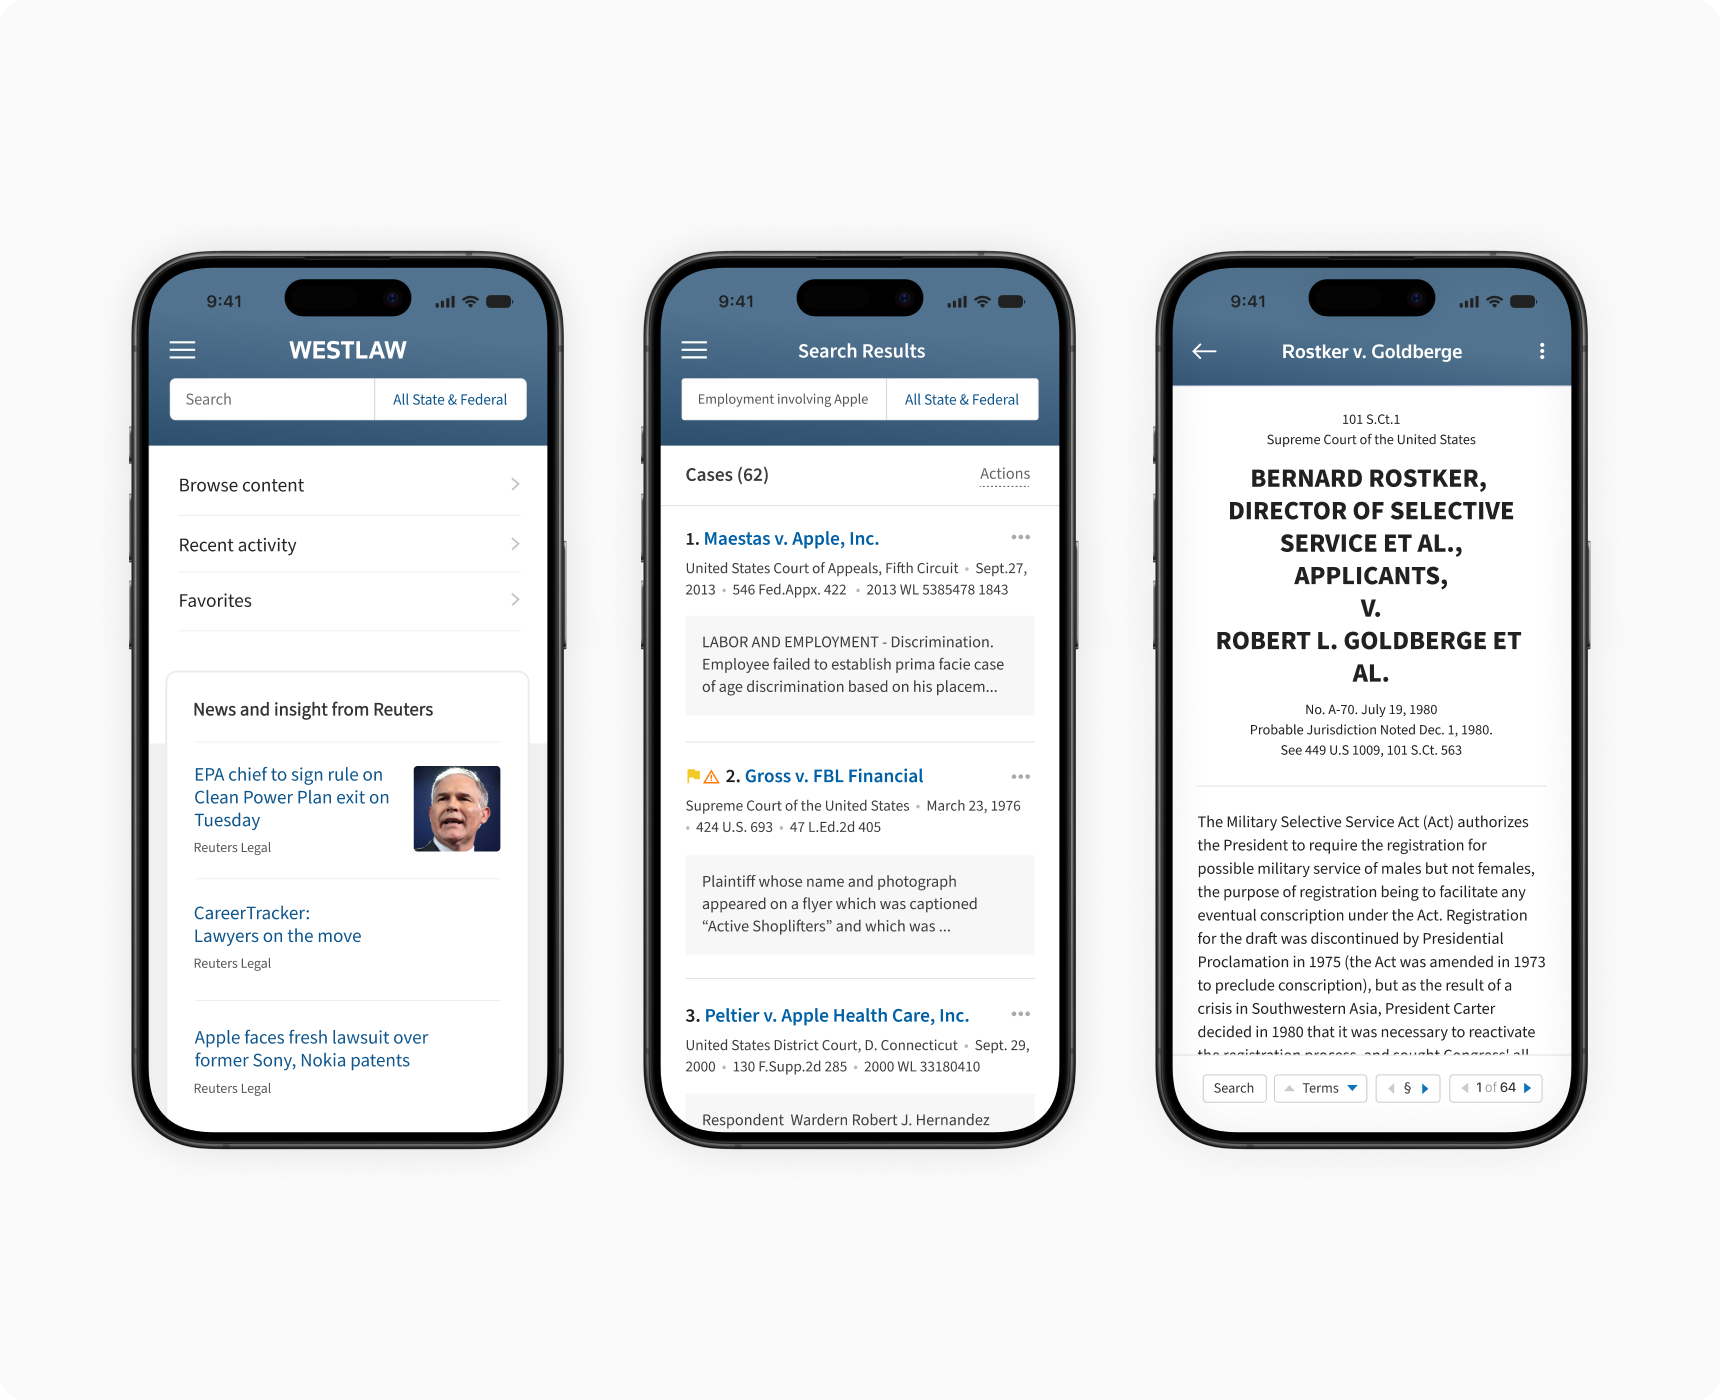 9:41
WESTLAW
Search
All State & Federal
Browse content
Recent activity
Favorites
News and insight from Reuters
EPA chief to sign rule on
Clean Power Plan exit on
Tuesday
Reuters Legal
CareerTracker:
Lawyers on the move
Reuters Legal
Apple faces fresh lawsuit over
former Sony, Nokia patents
Reuters Legal
9:41
Search Results
Employment involving Apple
All State & Federal
Cases (62)
Actions
1. Maestas v. Apple, Inc.
United States Court of Appeals, Fifth Circuit • Sept.27,
2013 • 546 Fed.Appx. 422 • 2013 WL 5385478 1843
LABOR AND EMPLOYMENT - Discrimination.
Employee failed to establish prima facie case
of age discrimination based on his placem...
2. Gross v. FBL Financial
Supreme Court of the United States • March 23, 1976
• 424 U.S. 693 • 47 L.Ed.2d 405
Plaintiff whose name and photograph
appeared on a flyer which was captioned
“Active Shoplifters” and which was ...
3. Peltier v. Apple Health Care, Inc.
United States District Court, D. Connecticut • Sept. 29,
2000 • 130 F.Supp.2d 285 • 2000 WL 33180410
Respondent Wardern Robert J. Hernandez
9:41
Rostker v. Goldberge
101 S.Ct.1
Supreme Court of the United States
BERNARD ROSTKER,
DIRECTOR OF SELECTIVE
SERVICE ET AL.,
APPLICANTS,
V.
ROBERT L. GOLDBERGE ET
AL.
No. A-70. July 19, 1980
Probable Jurisdiction Noted Dec. 1, 1980.
See 449 U.S 1009, 101 S.Ct. 563
The Military Selective Service Act (Act) authorizes
the President to require the registration for
possible military service of males but not females,
the purpose of registration being to facilitate any
eventual conscription under the Act. Registration
for the draft was discontinued by Presidential
Proclamation in 1975 (the Act was amended in 1973
to preclude conscription), but as the result of a
crisis in Southwestern Asia, President Carter
decided in 1980 that it was necessary to reactivate
the registration process, and sought Congress' all
Search
Terms
§
1 of 64